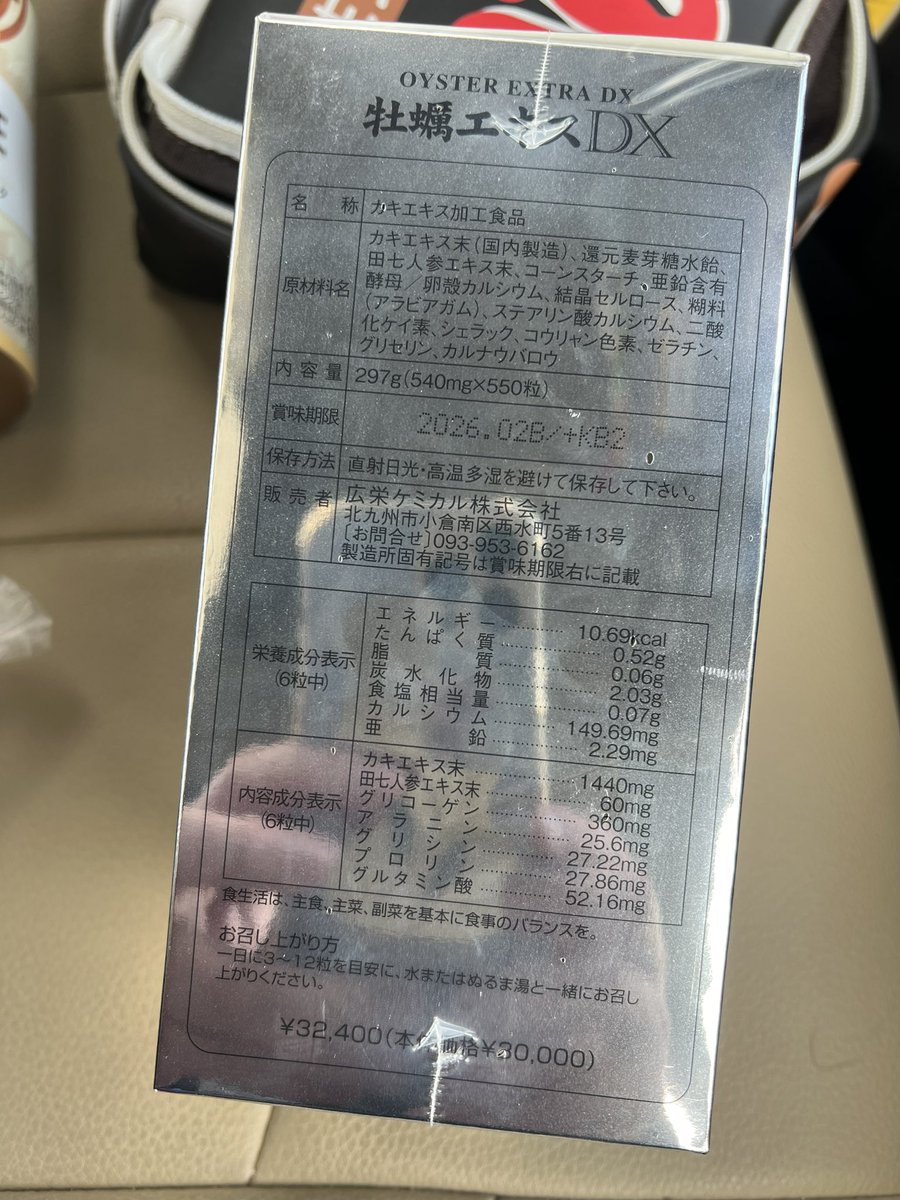 OYSTER EXTRA DX
牡蠣エキスDX
名称 カキエキス加工食品
原材料名 カキエキス末(国内製造)、還元麦芽糖水飴、
田七人参エキス末、コーンスターチ、亜鉛含有
酵母／卵殻カルシウム、結晶セルロース、糊料
(アラビアガム)、ステアリン酸カルシウム、二酸
化ケイ素、シェラック、コウリャン色素、ゼラチン、
グリセリン、カルナウバロウ
内容量 297g(540mg×550粒)
賞味期限 2026.02B/+KB2
保存方法 直射日光・高温多湿を避けて保存して下さい。
販売者 広栄ケミカル株式会社
北九州市小倉南区西水町5番13号
〔お問合せ〕093-953-6162
製造所固有記号は賞味期限右に記載
栄養成分表示
(6粒中)
エネルギー 10.69kcal
たんぱく質 0.52g
脂質 0.06g
炭水化物 2.03g
食塩相当量 0.07g
カルシウム 149.69mg
亜鉛 2.29mg
内容成分表示
(6粒中)
カキエキス末 1440mg
田七人参エキス末 60mg
グリコーゲン 360mg
アラニン 25.6mg
グリシン 27.22mg
プロリン 27.86mg
グルタミン酸 52.16mg
食生活は、主食、主菜、副菜を基本に食事のバランスを。
お召し上がり方
一日に3〜12粒を目安に、水またはぬるま湯と一緒にお召し
上がりください。
¥32,400(本体価格¥30,000)